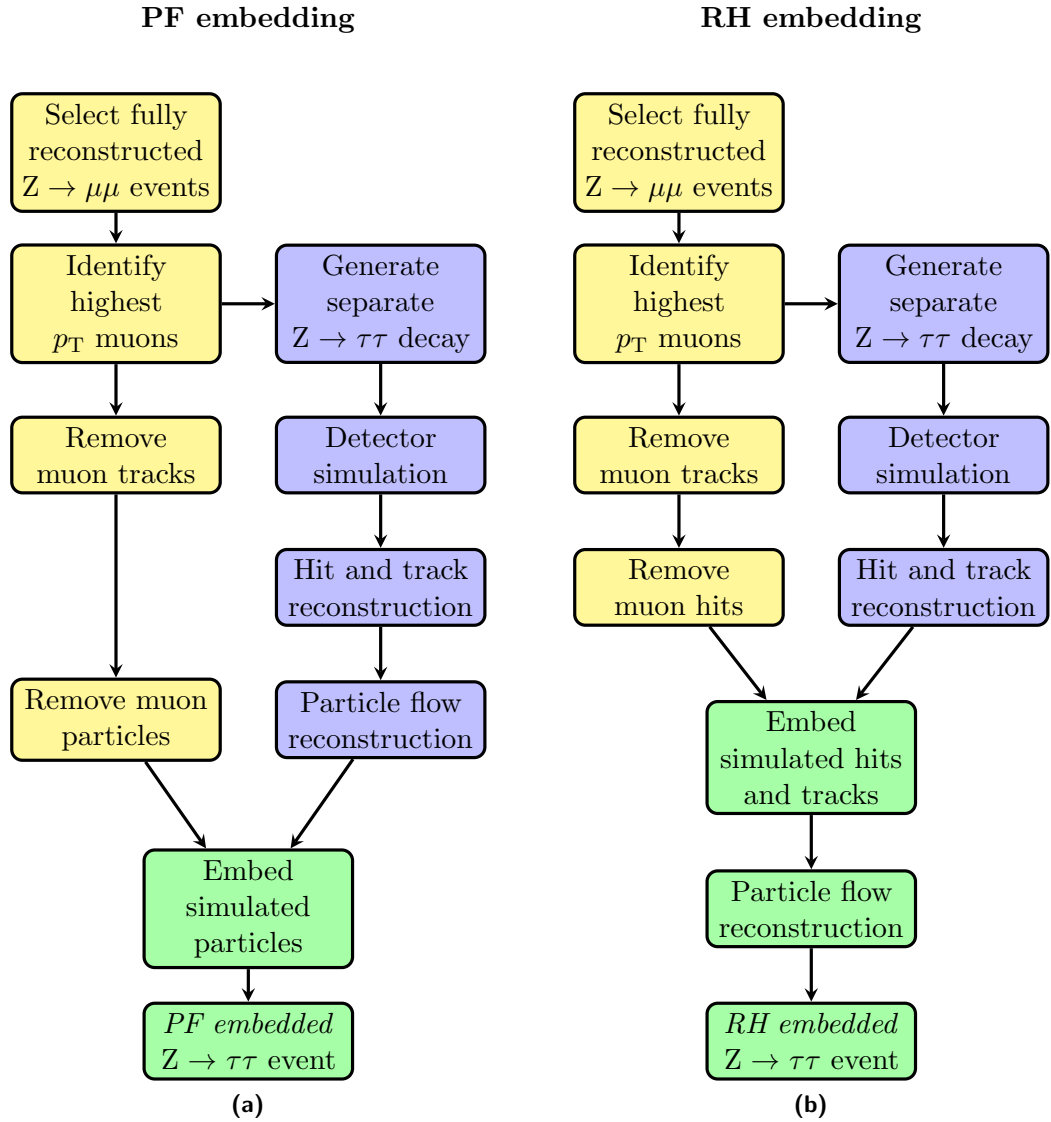 PF embedding
Select fully
reconstructed
Z → μμ events
Identify
highest
pT muons
Generate
separate
Z → ττ decay
Remove
muon tracks
Detector
simulation
Hit and track
reconstruction
Remove muon
particles
Particle flow
reconstruction
Embed
simulated
particles
PF embedded
Z → ττ event
(a)
RH embedding
Select fully
reconstructed
Z → μμ events
Identify
highest
pT muons
Generate
separate
Z → ττ decay
Remove
muon tracks
Detector
simulation
Remove
muon hits
Hit and track
reconstruction
Embed
simulated hits
and tracks
Particle flow
reconstruction
RH embedded
Z → ττ event
(b)